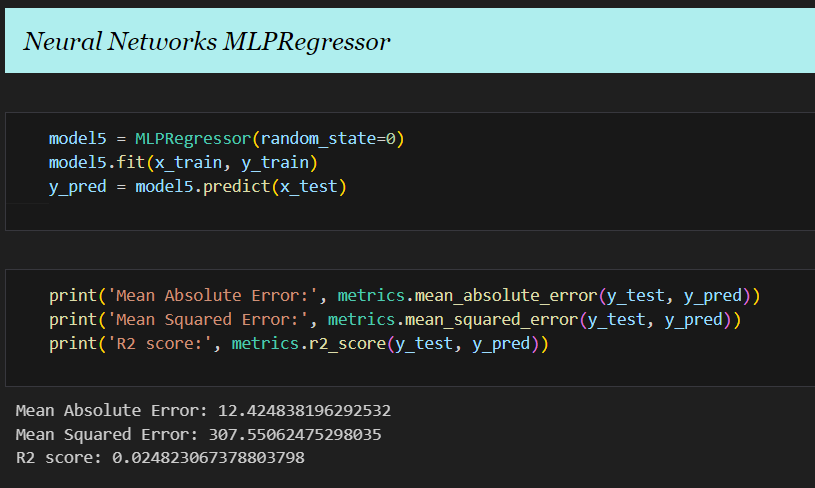 Neural Networks MLPRegressor
model5 = MLPRegressor(random_state=0)
model5.fit(x_train, y_train)
y_pred = model5.predict(x_test)
print('Mean Absolute Error:', metrics.mean_absolute_error(y_test, y_pred))
print('Mean Squared Error:', metrics.mean_squared_error(y_test, y_pred))
print('R2 score:', metrics.r2_score(y_test, y_pred))
Mean Absolute Error: 12.424838196292532
Mean Squared Error: 307.55062475298035
R2 score: 0.024823067378803798